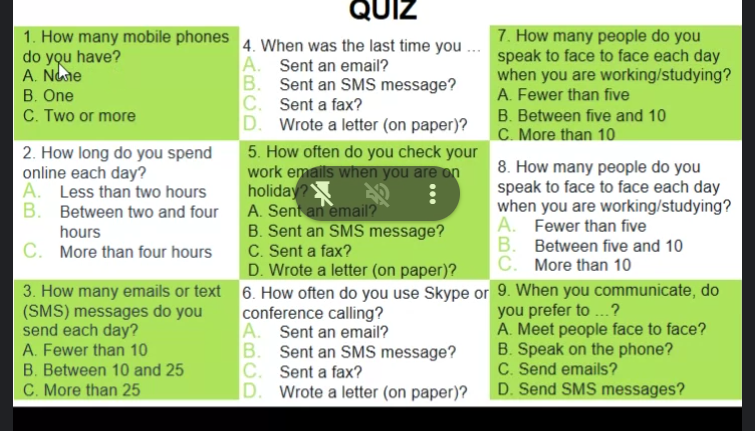 QUIZ
1. How many mobile phones
do you have?
A. None
B. One
C. Two or more
2. How long do you spend
online each day?
A. Less than two hours
B. Between two and four
hours
C. More than four hours
3. How many emails or text
(SMS) messages do you
send each day?
A. Fewer than 10
B. Between 10 and 25
C. More than 25
4. When was the last time you ...
A. Sent an email?
B. Sent an SMS message?
C. Sent a fax?
D. Wrote a letter (on paper)?
5. How often do you check your
work emails when you are on
holiday?
A. Sent an email?
B. Sent an SMS message?
C. Sent a fax?
D. Wrote a letter (on paper)?
6. How often do you use Skype or
conference calling?
A. Sent an email?
B. Sent an SMS message?
C. Sent a fax?
D. Wrote a letter (on paper)?
7. How many people do you
speak to face to face each day
when you are working/studying?
A. Fewer than five
B. Between five and 10
C. More than 10
8. How many people do you
speak to face to face each day
when you are working/studying?
A. Fewer than five
B. Between five and 10
C. More than 10
9. When you communicate, do
you prefer to ...?
A. Meet people face to face?
B. Speak on the phone?
C. Send emails?
D. Send SMS messages?